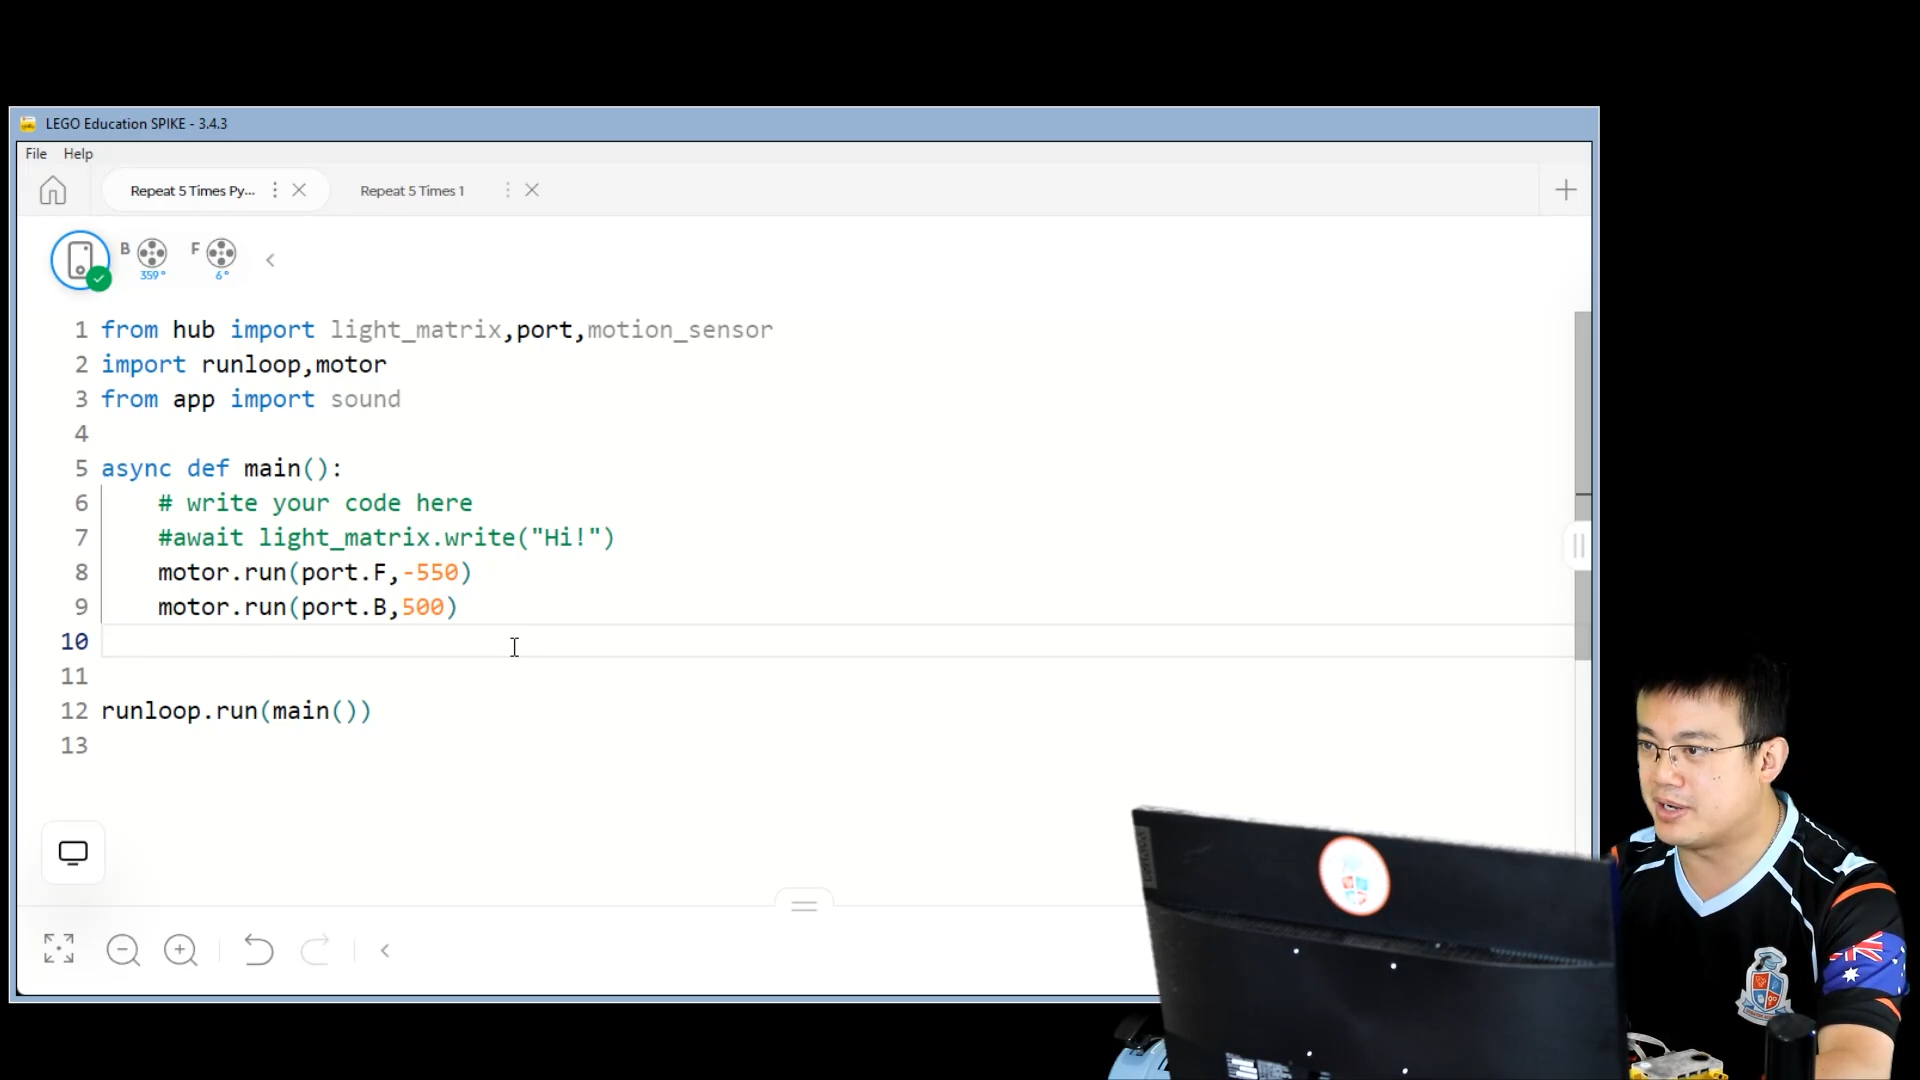 LEGO Education SPIKE - 3.4.3
File Help
Repeat 5 Times Py... Repeat 5 Times 1
B F
359° 6°
1 from hub import light_matrix,port,motion_sensor
2 import runloop,motor
3 from app import sound
4
5 async def main():
6 # write your code here
7 #await light_matrix.write("Hi!")
8 motor.run(port.F,-550)
9 motor.run(port.B,500)
10
11
12 runloop.run(main())
13